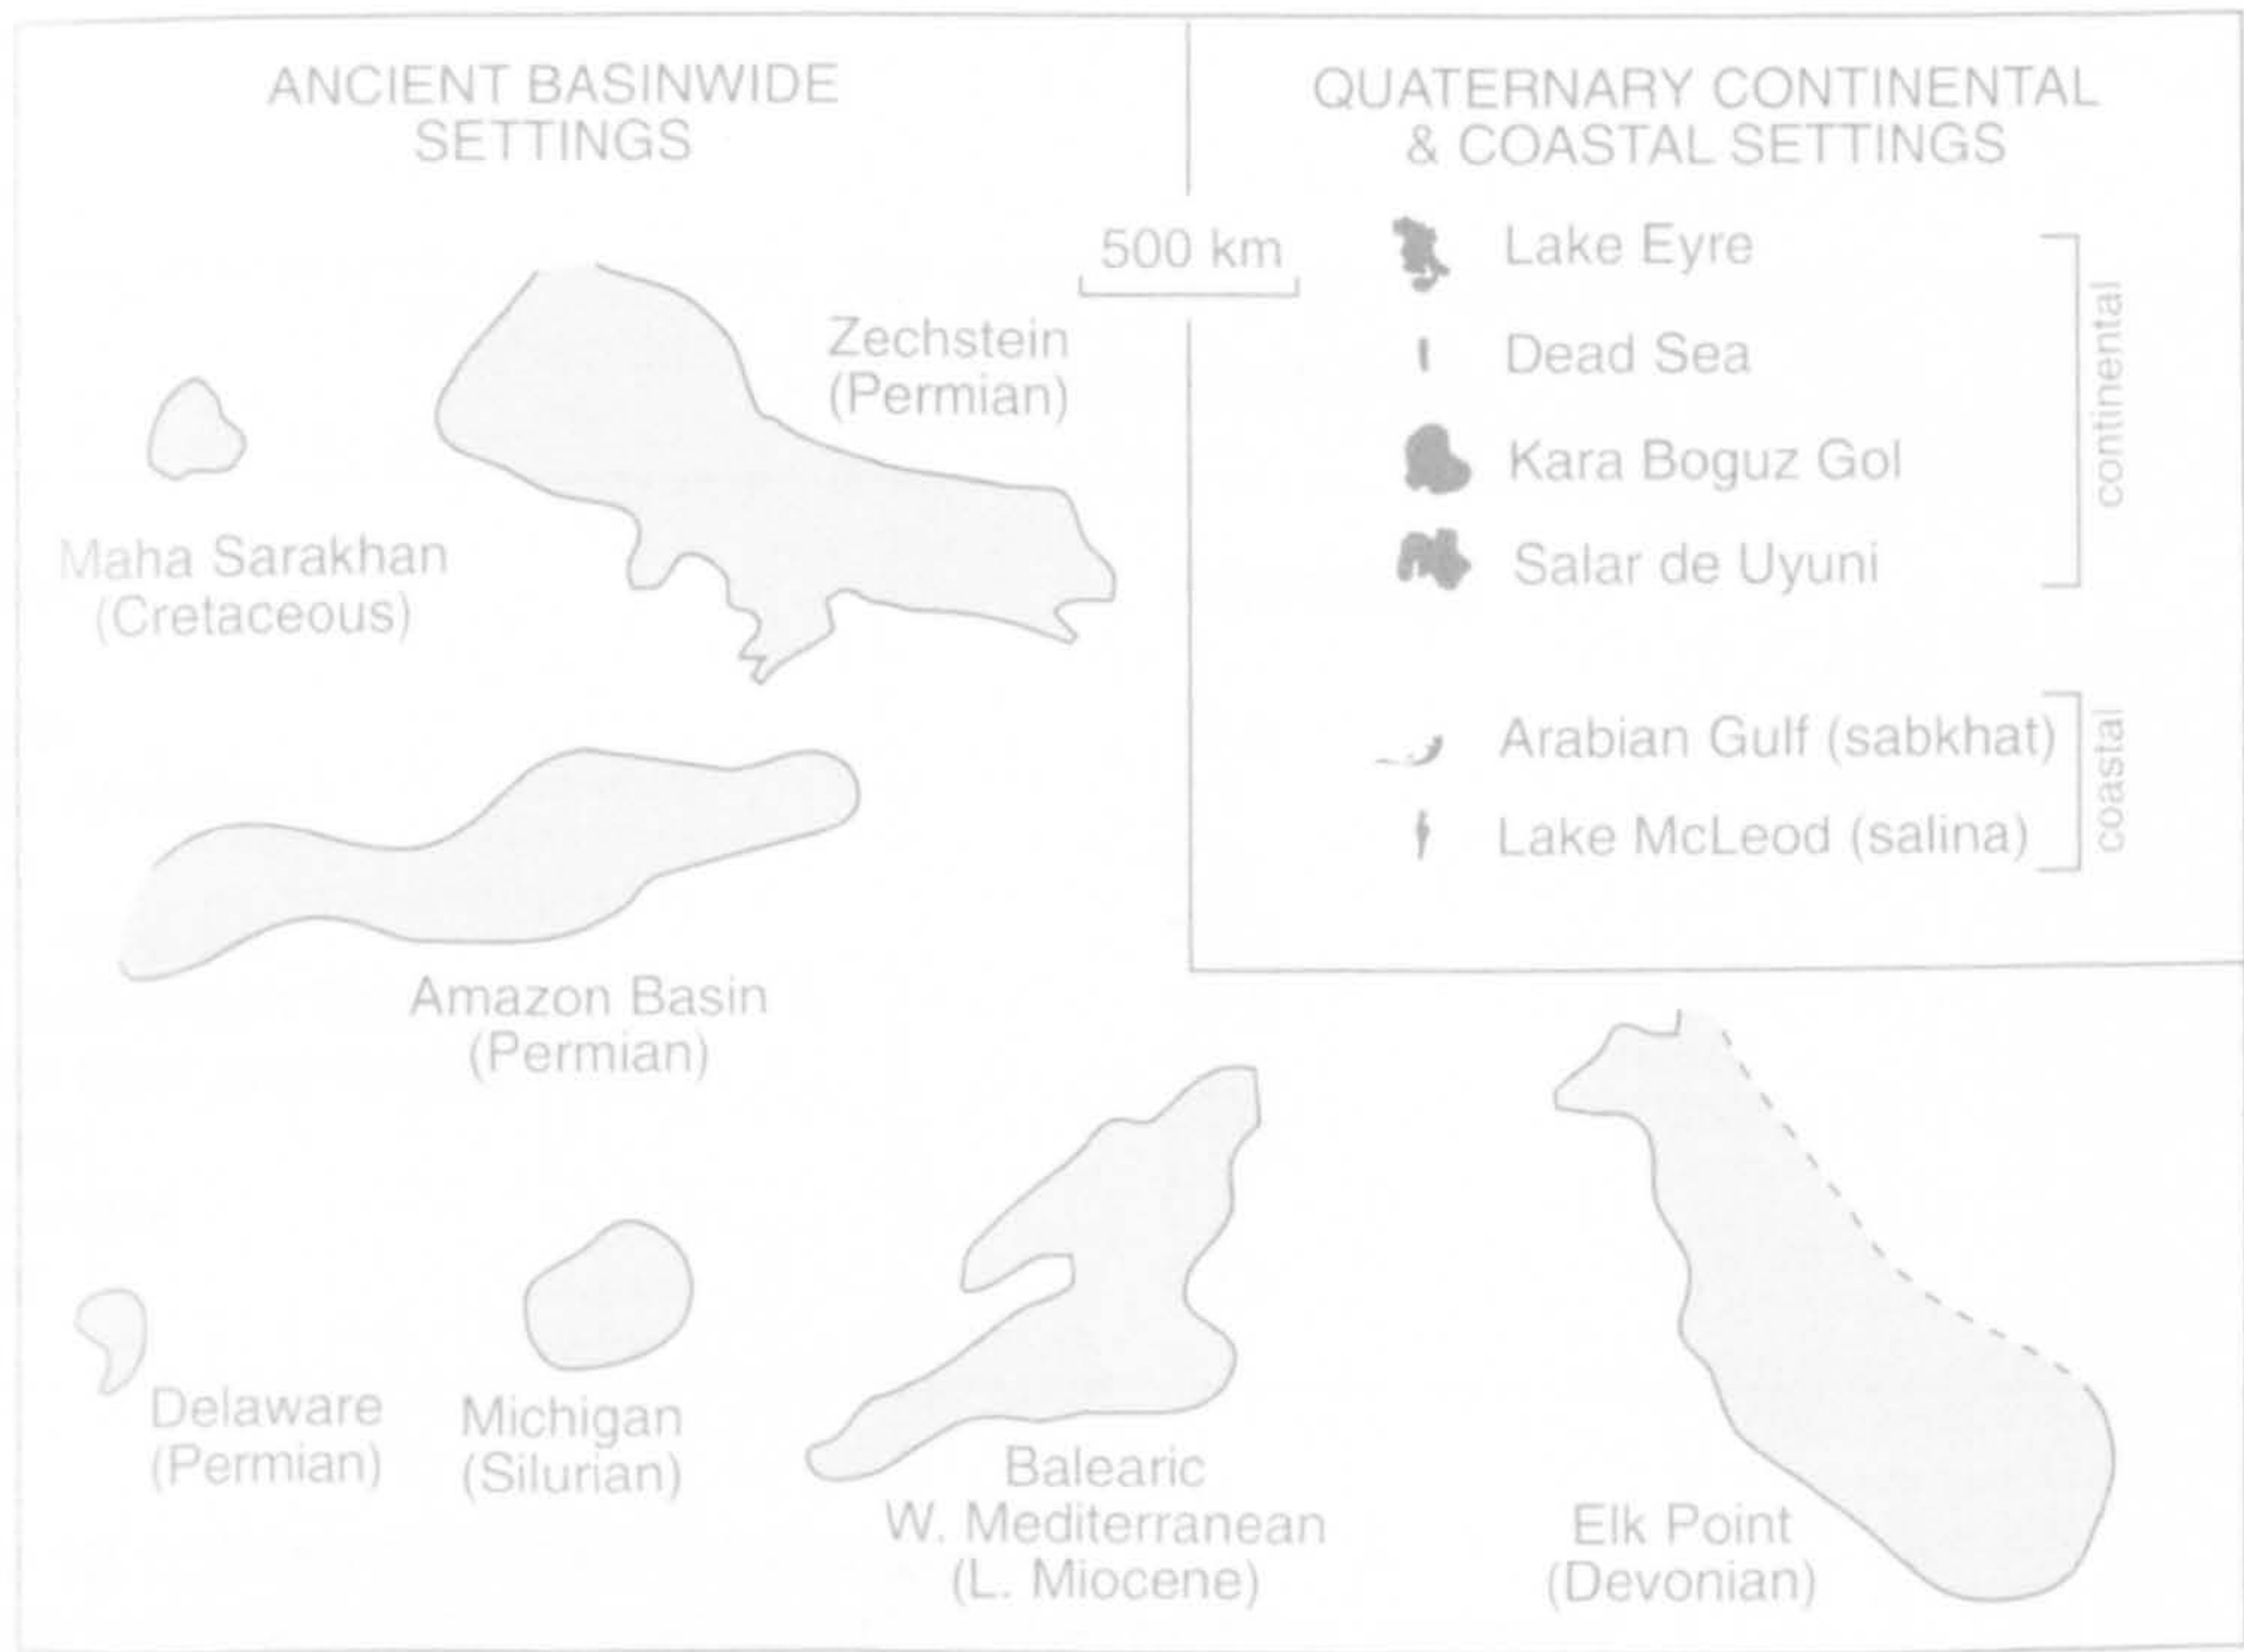 ANCIENT BASINWIDE
SETTINGS
QUATERNARY CONTINENTAL
& COASTAL SETTINGS
500 km
Zechstein
(Permian)
Maha Sarakhan
(Cretaceous)
Amazon Basin
(Permian)
Delaware
(Permian)
Michigan
(Silurian)
Balearic
W. Mediterranean
(L. Miocene)
Elk Point
(Devonian)
Lake Eyre
Dead Sea
Kara Boguz Gol
Salar de Uyuni
continental
Arabian Gulf (sabkhat)
Lake McLeod (salina)
coastal